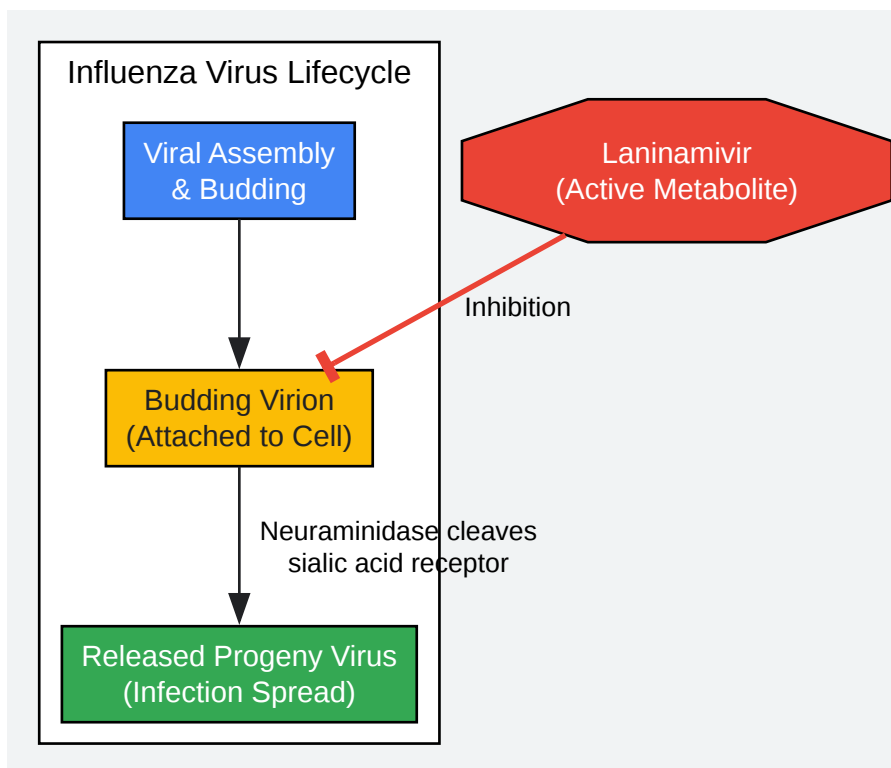 Influenza Virus Lifecycle
Viral Assembly
& Budding
Laninamivir
(Active Metabolite)
Inhibition
Budding Virion
(Attached to Cell)
Neuraminidase cleaves
sialic acid receptor
Released Progeny Virus
(Infection Spread)